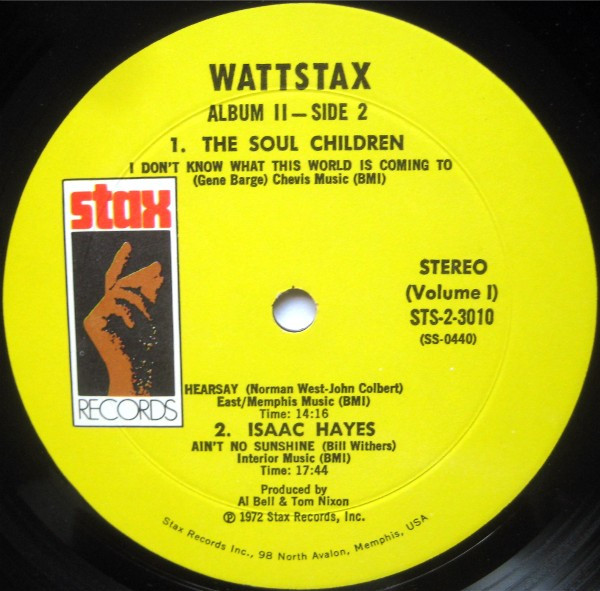 WATTSTAX
ALBUM II — SIDE 2
1. THE SOUL CHILDREN
I DON'T KNOW WHAT THIS WORLD IS COMING TO
(Gene Barge) Chevis Music (BMI)
stax
RECORDS
STEREO
(Volume I)
STS-2-3010
(SS-0440)
HEARSAY (Norman West-John Colbert)
East/Memphis Music (BMI)
Time: 14:16
2. ISAAC HAYES
AIN'T NO SUNSHINE (Bill Withers)
Interior Music (BMI)
Time: 17:44
Produced by
Al Bell & Tom Nixon
℗ 1972 Stax Records, Inc.
Stax Records Inc., 98 North Avalon, Memphis, USA